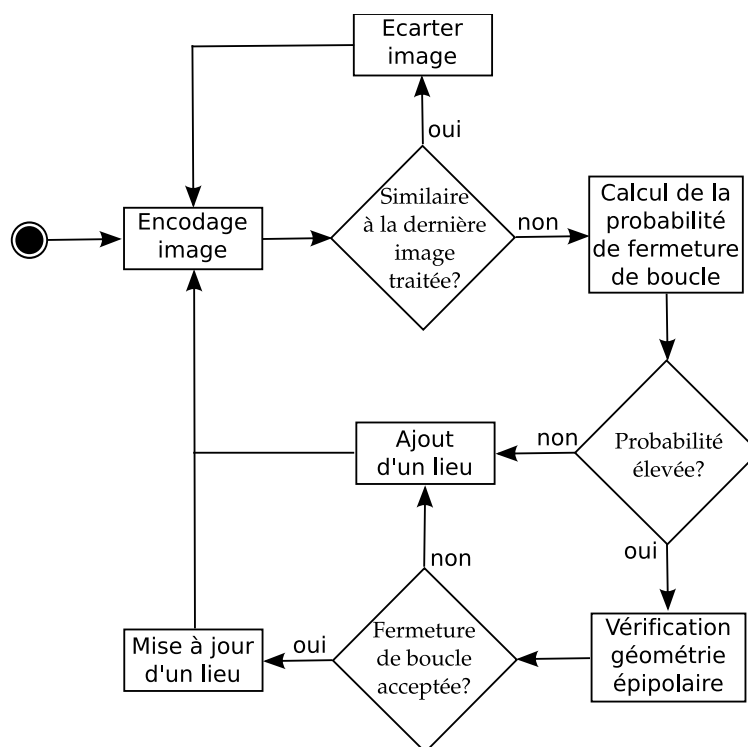 Ecarter
image
oui
Similaire
à la dernière
image
traitée?
non
Calcul de la
probabilité
de fermeture
de boucle
Encodage
image
Ajout
d'un lieu
non
Probabilité
élevée?
oui
non
Mise à jour
d'un lieu
oui
Fermeture
de boucle
acceptée?
Vérification
géométrie
épipolaire